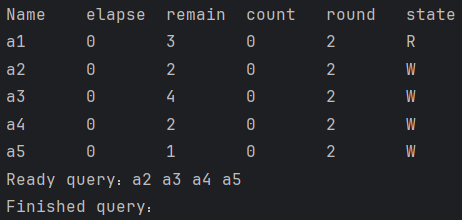 Name elapse remain count round state
a1 0 3 0 2 R
a2 0 2 0 2 W
a3 0 4 0 2 W
a4 0 2 0 2 W
a5 0 1 0 2 W
Ready query：a2 a3 a4 a5
Finished query：